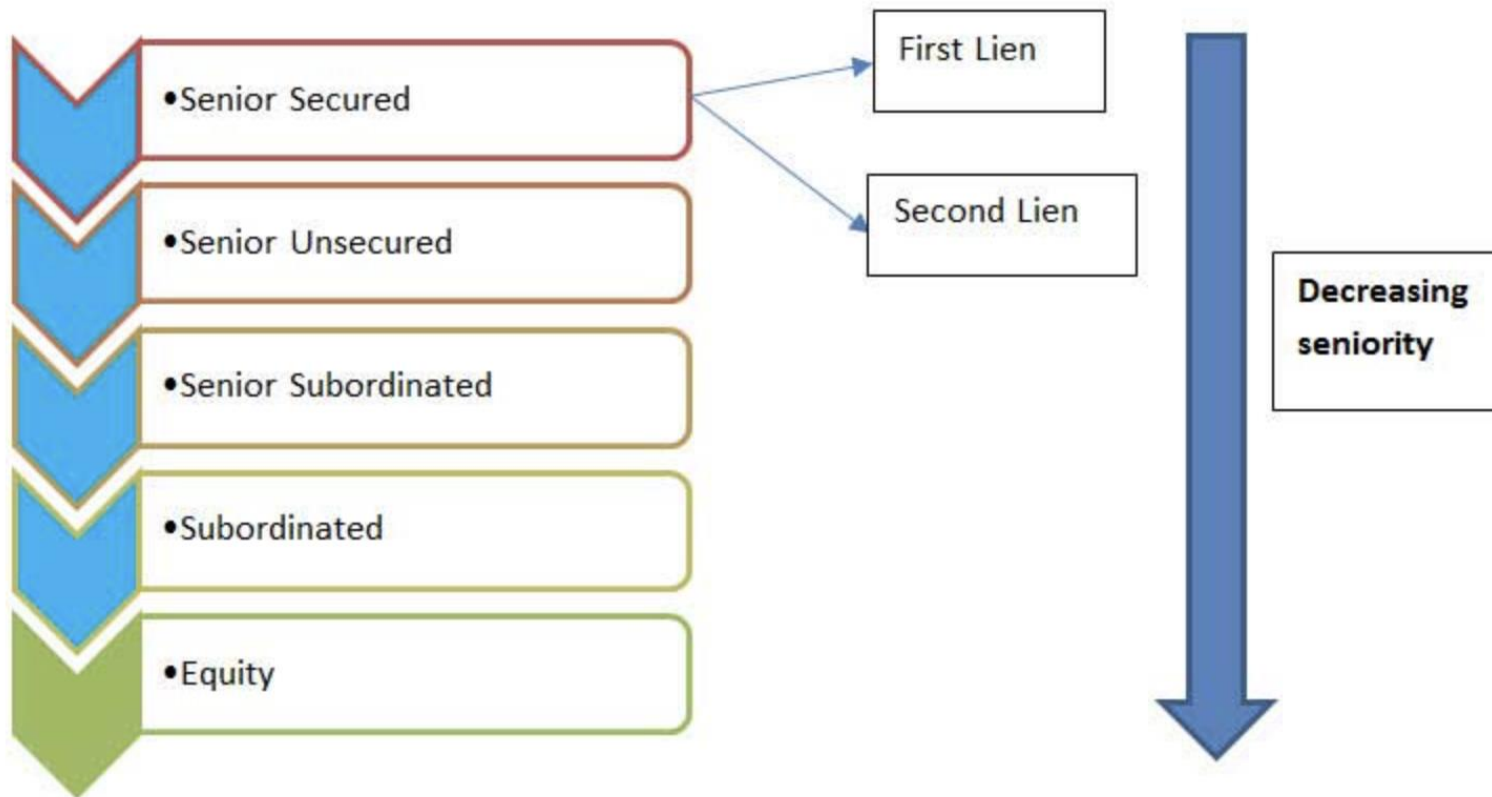 •Senior Secured
First Lien
Second Lien
•Senior Unsecured
•Senior Subordinated
•Subordinated
•Equity
Decreasing
seniority